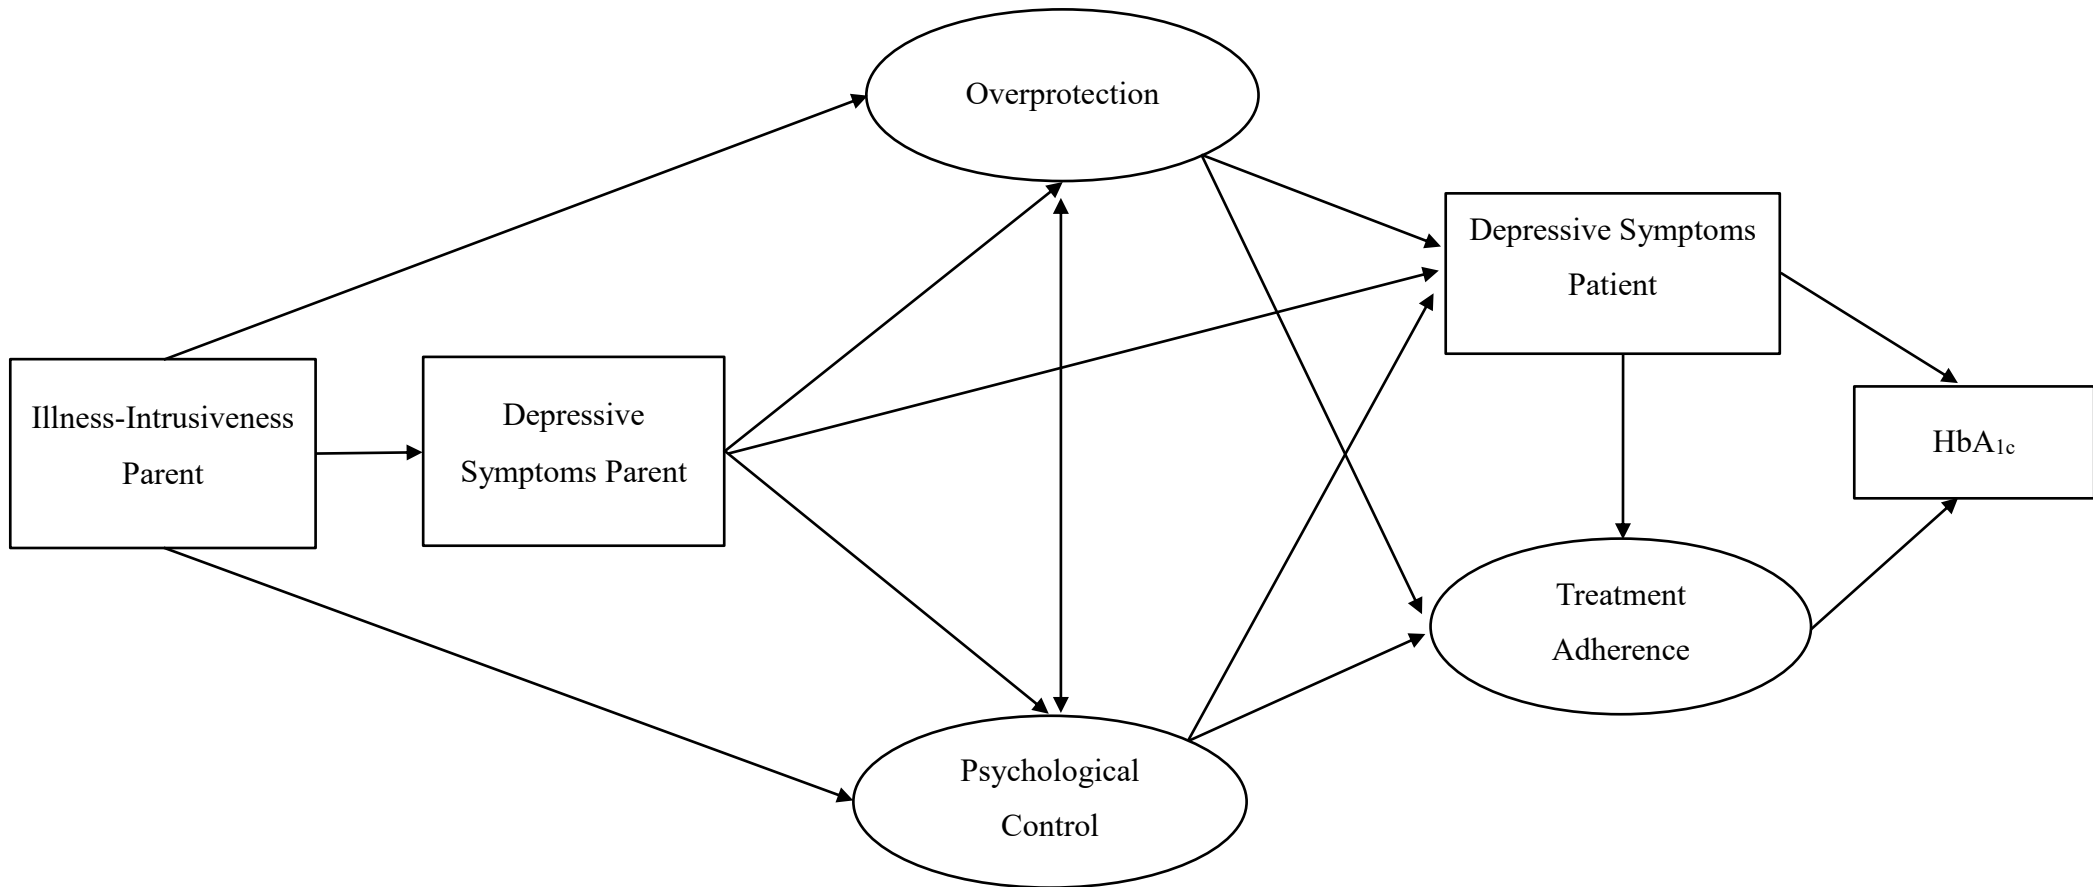 Overprotection
Depressive Symptoms
Patient
Illness-Intrusiveness
Parent
Depressive
Symptoms Parent
HbA₁c
Treatment
Adherence
Psychological
Control